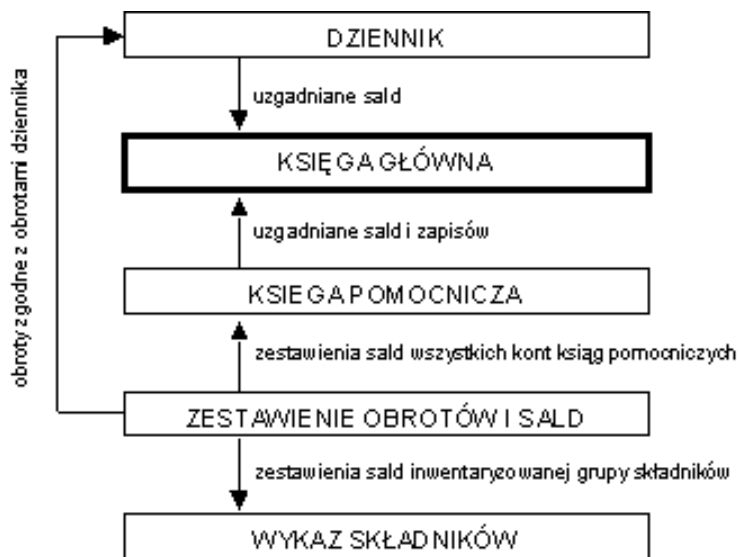 DZIENNIK
uzgadniane sald
KSIĘGA GŁÓWNA
uzgadniane sald i zapisów
KSIEGA POMOCNICZA
zestawienia sald wszystkich kont ksiąg pomocniczych
ZESTAWIENIE OBROTÓW I SALD
zestawienia sald inwentaryzowanej grupy składników
WYKAZ SKŁADNIKÓW
obroty zgodne z obrotami dziennika